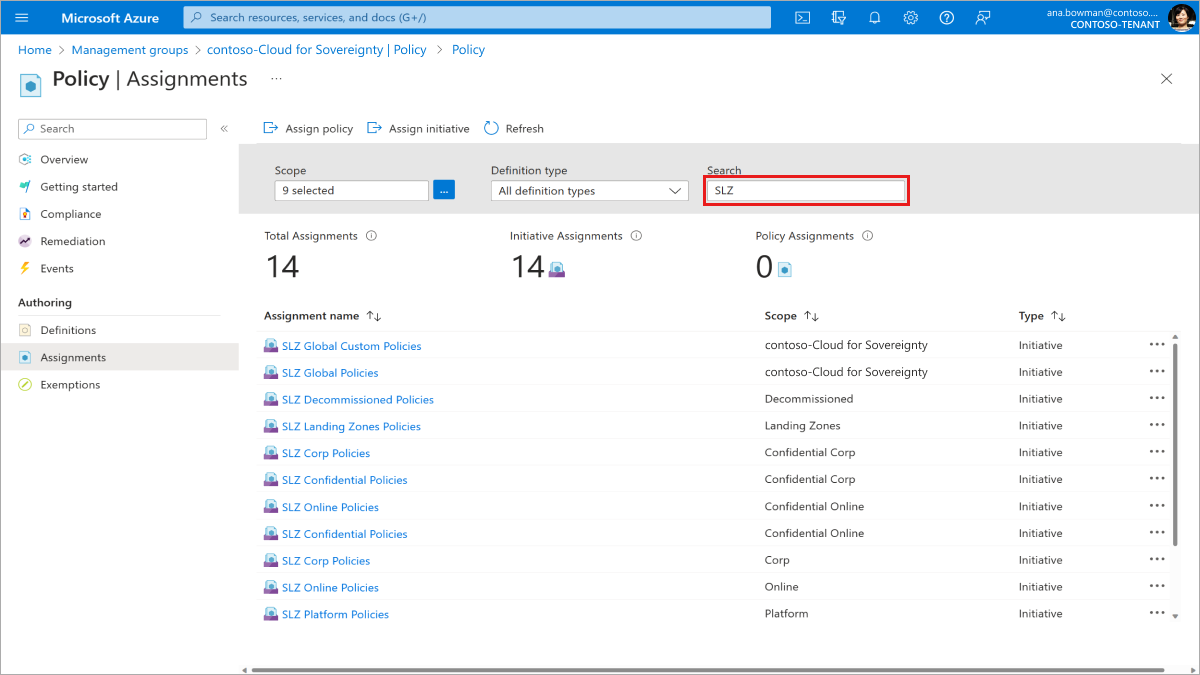 Microsoft Azure
Search resources, services, and docs (G+/)
ana.bowman@contoso....
CONTOSO-TENANT
Home > Management groups > contoso-Cloud for Sovereignty | Policy > Policy
Policy | Assignments ...
Search
«
Assign policy
Assign initiative
Refresh
Overview
Getting started
Compliance
Remediation
Events
Authoring
Definitions
Assignments
Exemptions
Scope
9 selected
...
Definition type
All definition types
Search
SLZ
Total Assignments
14
Initiative Assignments
14
Policy Assignments
0
Assignment name Scope Type
SLZ Global Custom Policies contoso-Cloud for Sovereignty Initiative
SLZ Global Policies contoso-Cloud for Sovereignty Initiative
SLZ Decommissioned Policies Decommissioned Initiative
SLZ Landing Zones Policies Landing Zones Initiative
SLZ Corp Policies Confidential Corp Initiative
SLZ Confidential Policies Confidential Corp Initiative
SLZ Online Policies Confidential Online Initiative
SLZ Confidential Policies Confidential Online Initiative
SLZ Corp Policies Corp Initiative
SLZ Online Policies Online Initiative
SLZ Platform Policies Platform Initiative